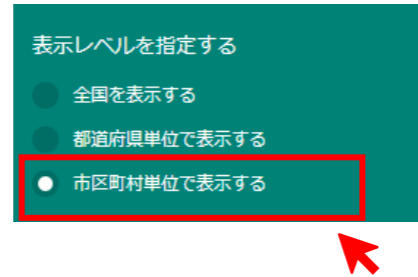 表示レベルを指定する
全国を表示する
都道府県単位で表示する
市区町村単位で表示する